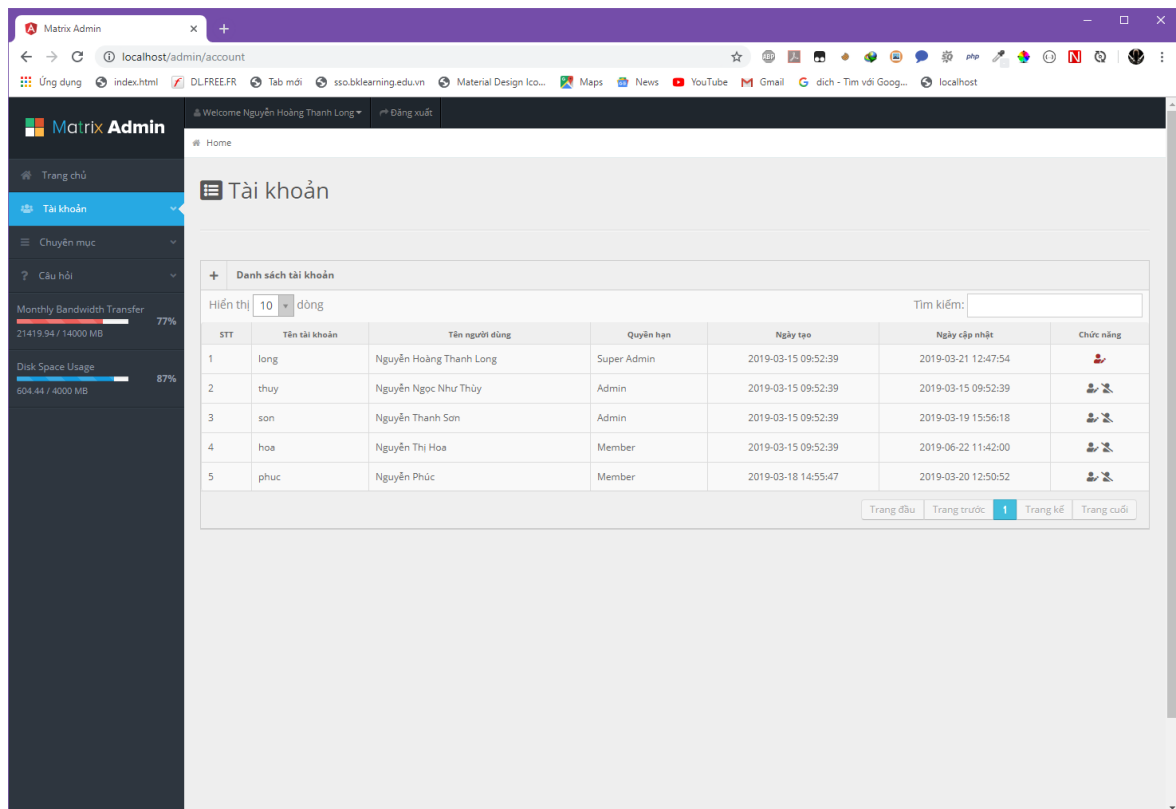 Matrix Admin
localhost/admin/account
Ứng dụng index.html DL.FREE.FR Tab mới sso.bklearning.edu.vn Material Design Ico... Maps News YouTube Gmail dich - Tìm với Goog... localhost
Matrix Admin
Welcome Nguyễn Hoàng Thanh Long Đăng xuất
Home
Trang chủ
Tài khoản
Chuyên mục
Câu hỏi
Monthly Bandwidth Transfer
77%
21419.94 / 14000 MB
Disk Space Usage
87%
604.44 / 4000 MB
Tài khoản
Danh sách tài khoản
Hiển thị 10 dòng Tìm kiếm:
STT Tên tài khoản Tên người dùng Quyền hạn Ngày tạo Ngày cập nhật Chức năng
1 long Nguyễn Hoàng Thanh Long Super Admin 2019-03-15 09:52:39 2019-03-21 12:47:54
2 thuy Nguyễn Ngọc Như Thùy Admin 2019-03-15 09:52:39 2019-03-15 09:52:39
3 son Nguyễn Thanh Sơn Admin 2019-03-15 09:52:39 2019-03-19 15:56:18
4 hoa Nguyễn Thị Hoa Member 2019-03-15 09:52:39 2019-06-22 11:42:00
5 phuc Nguyễn Phúc Member 2019-03-18 14:55:47 2019-03-20 12:50:52
Trang đầu Trang trước 1 Trang kế Trang cuối